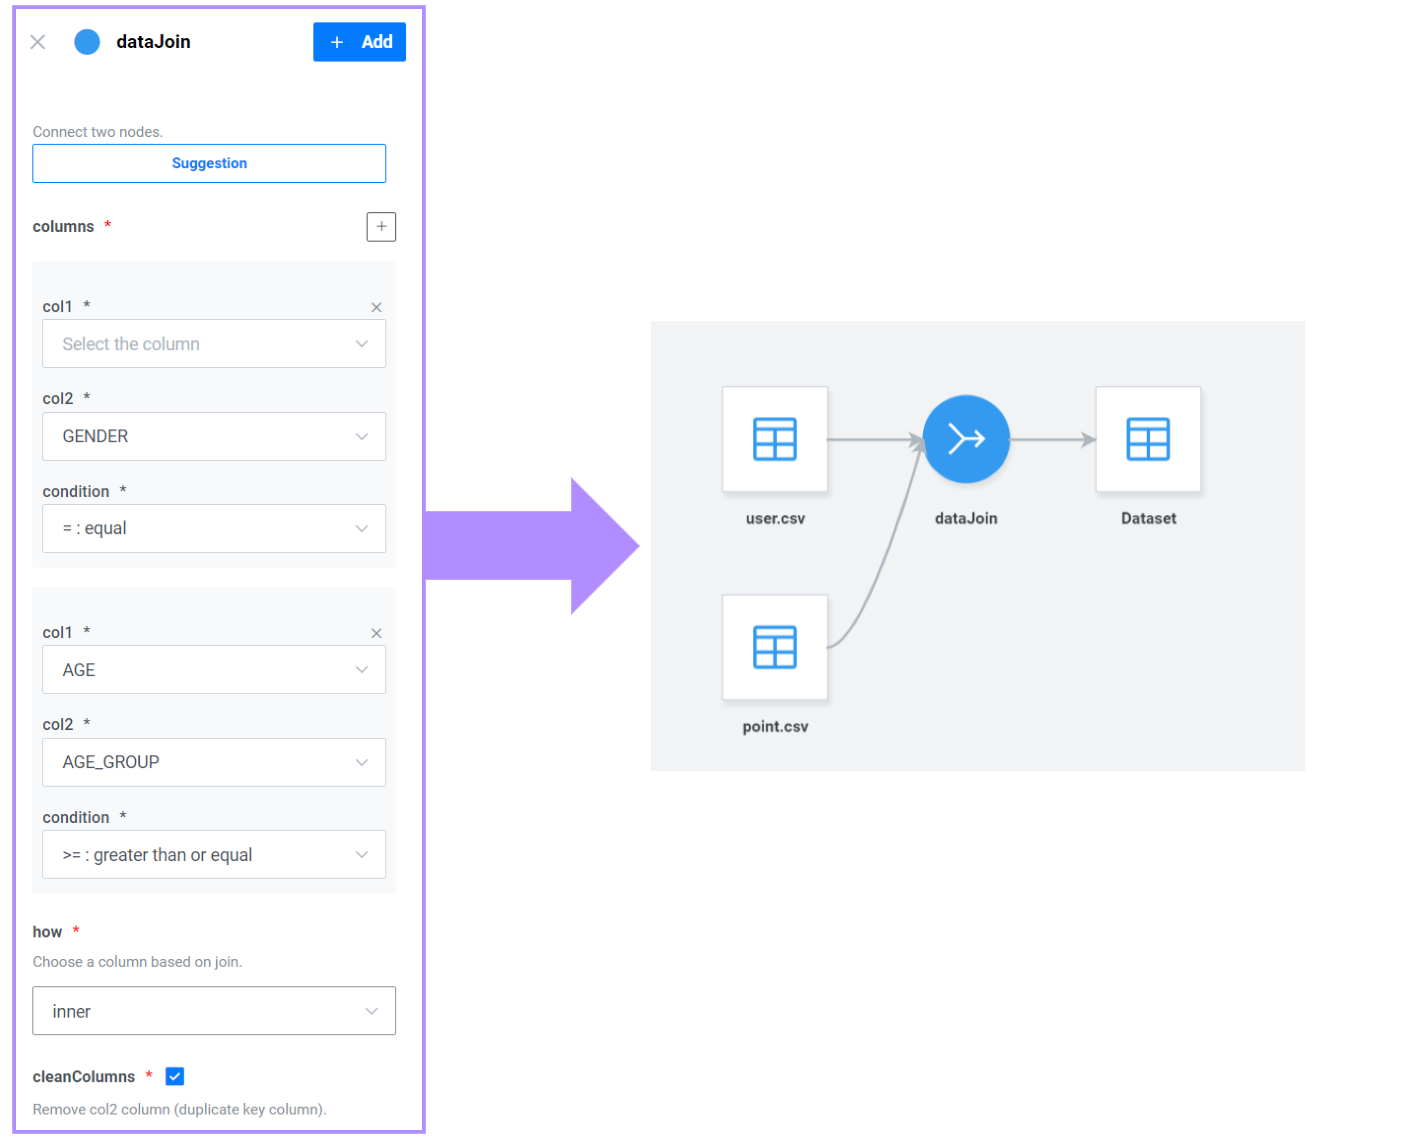 dataJoin
+ Add
Connect two nodes.
Suggestion
columns *
+
col1 *
Select the column
col2 *
GENDER
condition *
= : equal
col1 *
AGE
col2 *
AGE_GROUP
condition *
>= : greater than or equal
how *
Choose a column based on join.
inner
cleanColumns *
Remove col2 column (duplicate key column).
user.csv
dataJoin
Dataset
point.csv